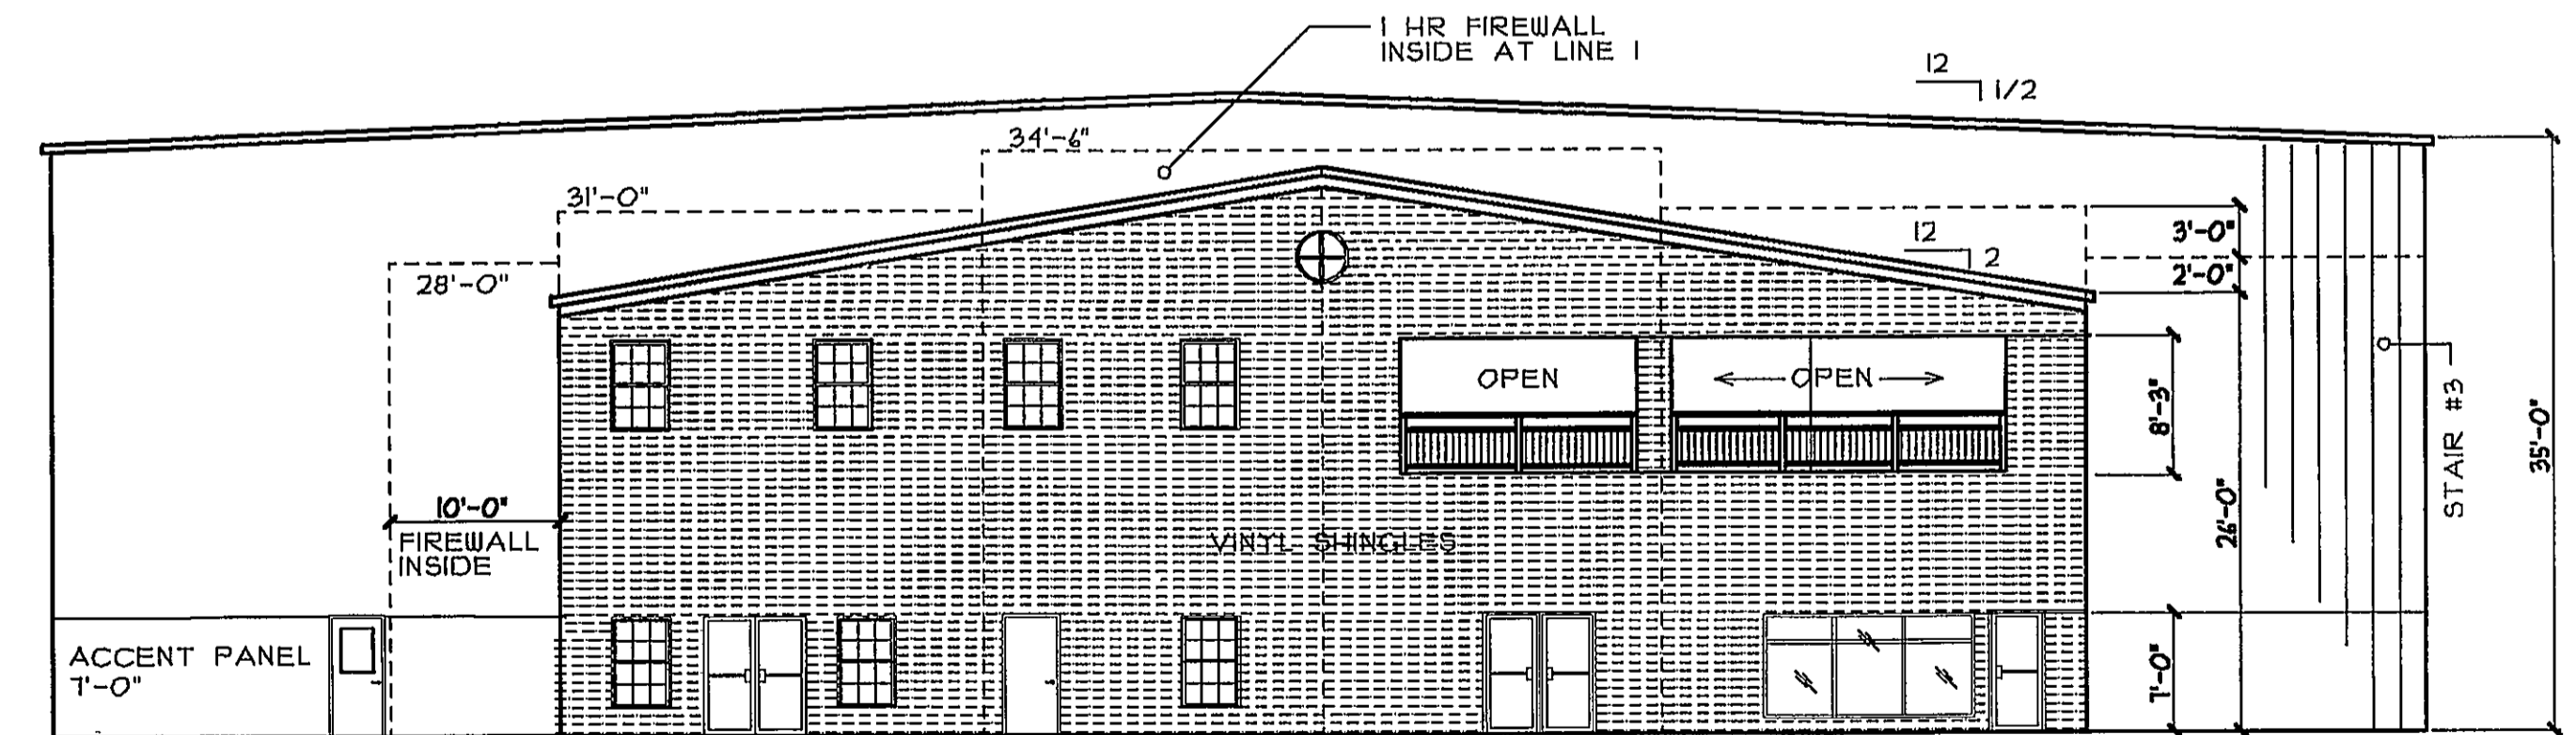 1 HR FIREWALL
INSIDE AT LINE 1
12
1/2
34'-6"
31'-0"
28'-0"
12
2
3'-0"
2'-0"
OPEN
OPEN
8'-3"
26'-0"
35'-0"
STAIR #3
10'-0"
FIREWALL
INSIDE
VINYL SHINGLES
ACCENT PANEL
7'-0"
7'-0"